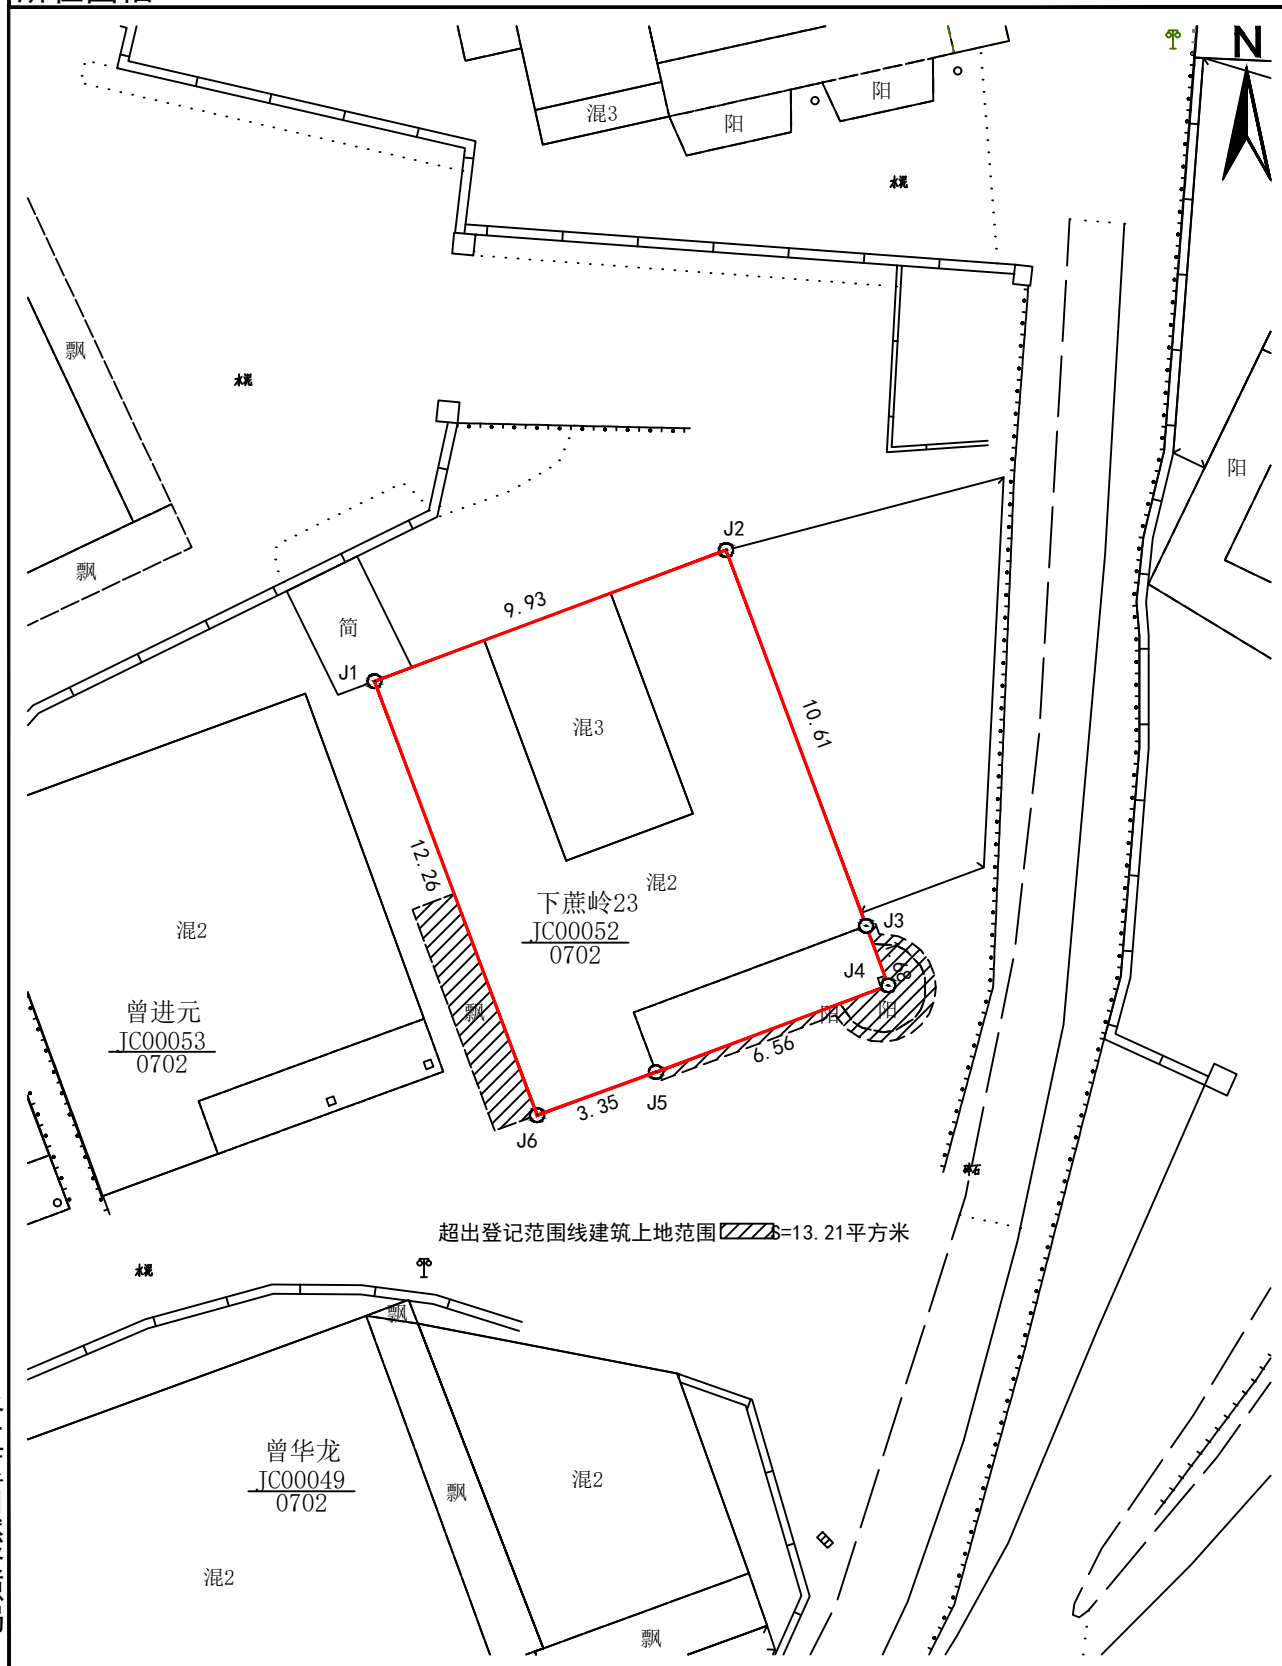 N
混3
阳
阳
水泥
飘
水泥
阳
J2
飘
9.93
简
J1
10.61
混3
12.26
混2
下蔗岭23
JC00052
0702
J3
混2
J4
曾进元
JC00053
0702
飘
阳
阳
6.56
3.35
J5
J6
碎石
超出登记范围线建筑上地范围 S=13.21平方米
水泥
飘
曾华龙
JC00049
0702
混2
飘
混2
飘